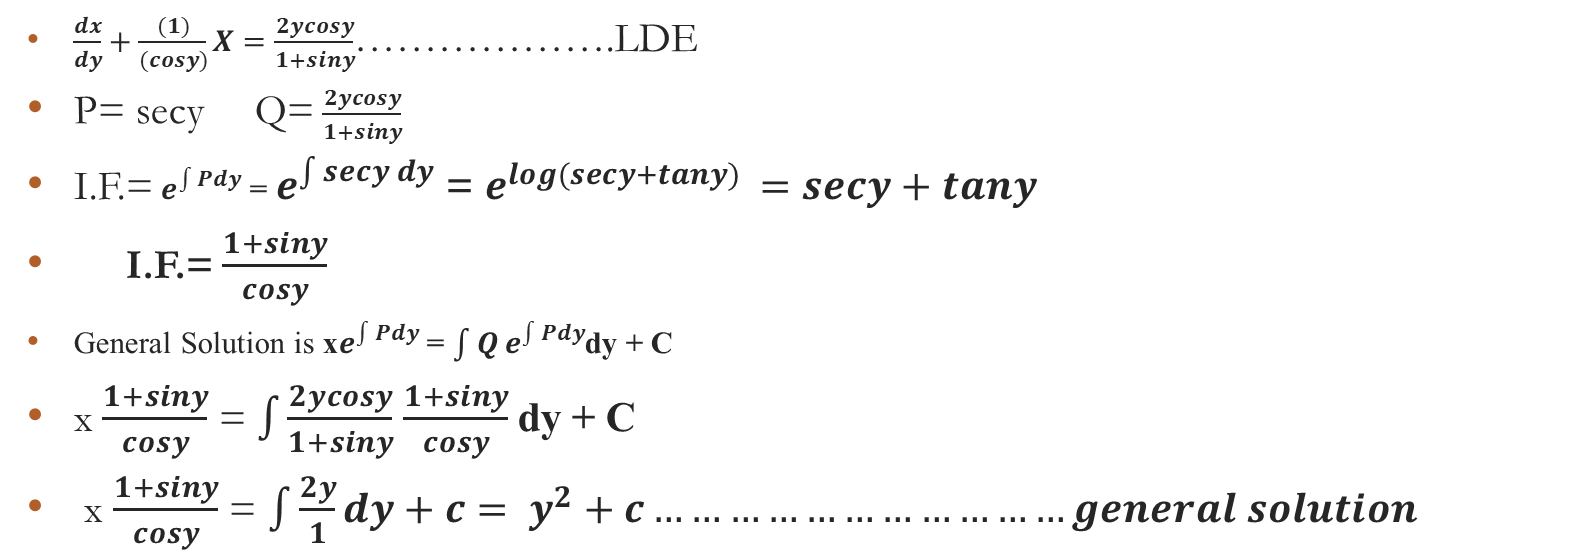 • dx/dy + (1)/(cosy) X = 2ycosy/1+siny ...................LDE
• P= secy Q= 2ycosy/1+siny
• I.F.= e^∫ Pdy = e^∫ secy dy = e^log(secy+tany) = secy + tany
• I.F.= 1+siny/cosy
• General Solution is xe^∫ Pdy = ∫ Q e^∫ Pdy dy + C
• x 1+siny/cosy = ∫ 2ycosy/1+siny 1+siny/cosy dy + C
• x 1+siny/cosy = ∫ 2y/1 dy + c = y² + c ... ... ... ... ... ... ... ... ... ... ... general solution